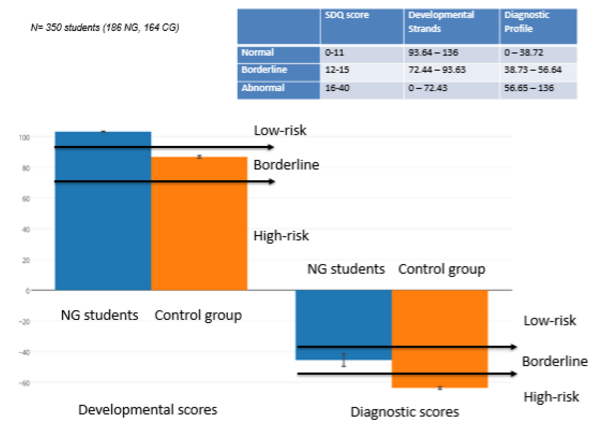 N= 350 students (186 NG, 164 CG)
SDQ score Developmental Strands Diagnostic Profile
Normal 0-11 93.64 – 136 0 – 38.72
Borderline 12-15 72.44 – 93.63 38.73 – 56.64
Abnormal 16-40 0 – 72.43 56.65 – 136
100
80
60
40
20
0
−20
−40
−60
Low-risk
Borderline
High-risk
NG students Control group
NG students Control group
Low-risk
Borderline
High-risk
Developmental scores
Diagnostic scores